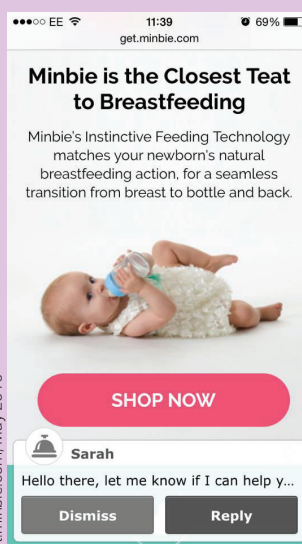 EE 11:39 69%
get.minbie.com
Minbie is the Closest Teat
to Breastfeeding
Minbie's Instinctive Feeding Technology
matches your newborn's natural
breastfeeding action, for a seamless
transition from breast to bottle and back.
SHOP NOW
Sarah
Hello there, let me know if I can help y...
Dismiss Reply